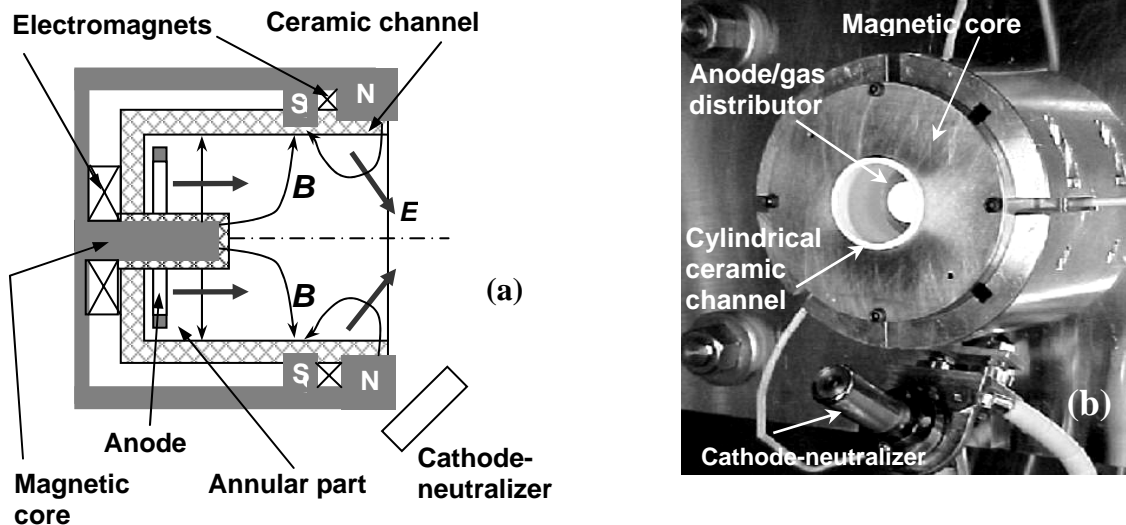 Electromagnets
Ceramic channel
S
N
B
E
B
S
N
(a)
Anode
Magnetic
core
Annular part
Cathode-
neutralizer
Magnetic core
Anode/gas
distributor
Cylindrical
ceramic
channel
(b)
Cathode-neutralizer